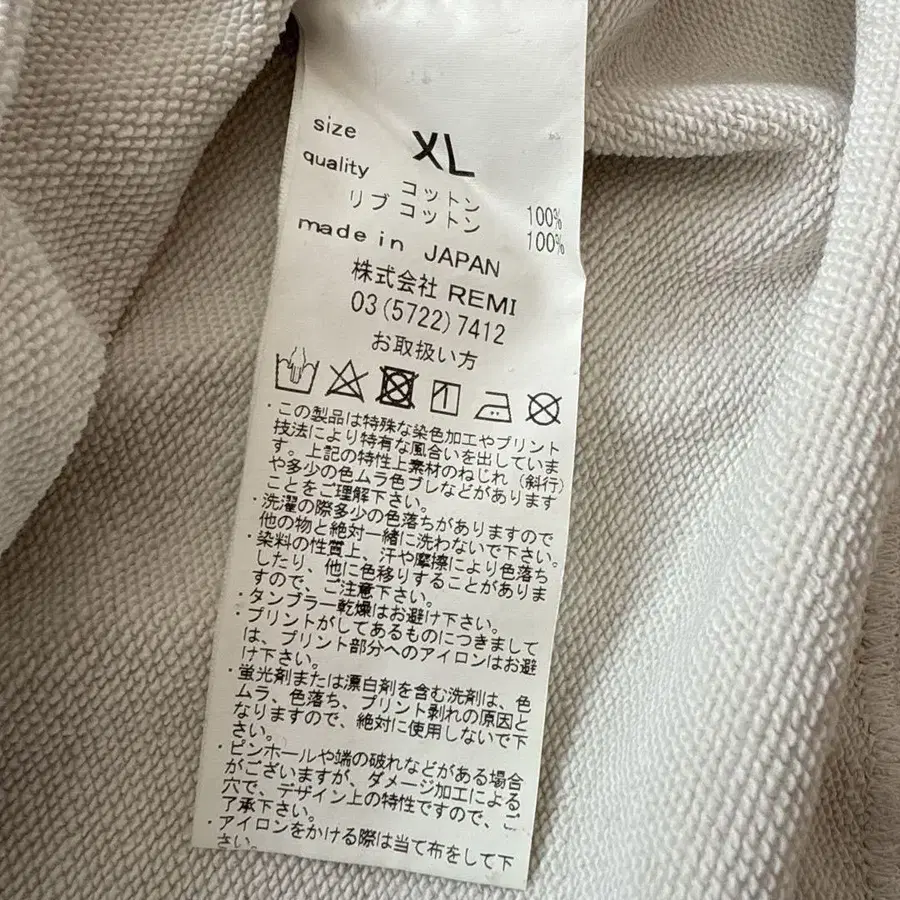 size XL
quality コットン 100%
リブ コットン 100%
made in JAPAN
株式会社 REMI
03(5722)7412
お取扱い方
・この製品は特殊な染色加工やプリント
技法により特有な風合いを出していま
す。上記の特性上素材のねじれ(斜行)
や多少の色ムラ色ブレなどがあります
ことをご理解下さい。
・洗濯の際多少の色落ちがありますので
他の物と絶対一緒に洗わないで下さい。
・染料の性質上、汗や摩擦により色落ち
したり、他に色移りすることがありま
すので、ご注意下さい。
・タンブラー乾燥はお避け下さい。
・プリントがしてあるものにつきまして
は、プリント部分へのアイロンはお避
け下さい。
・蛍光剤または漂白剤を含む洗剤は、色
ムラ、色落ち、プリント剥れの原因と
なりますので、絶対に使用しないで下
さい。
・ピンホールや端の破れなどがある場合
がございますが、ダメージ加工による
穴で、デザイン上の特性ですので、ご
了承下さい。
・アイロンをかける際は当て布をして下
さい。